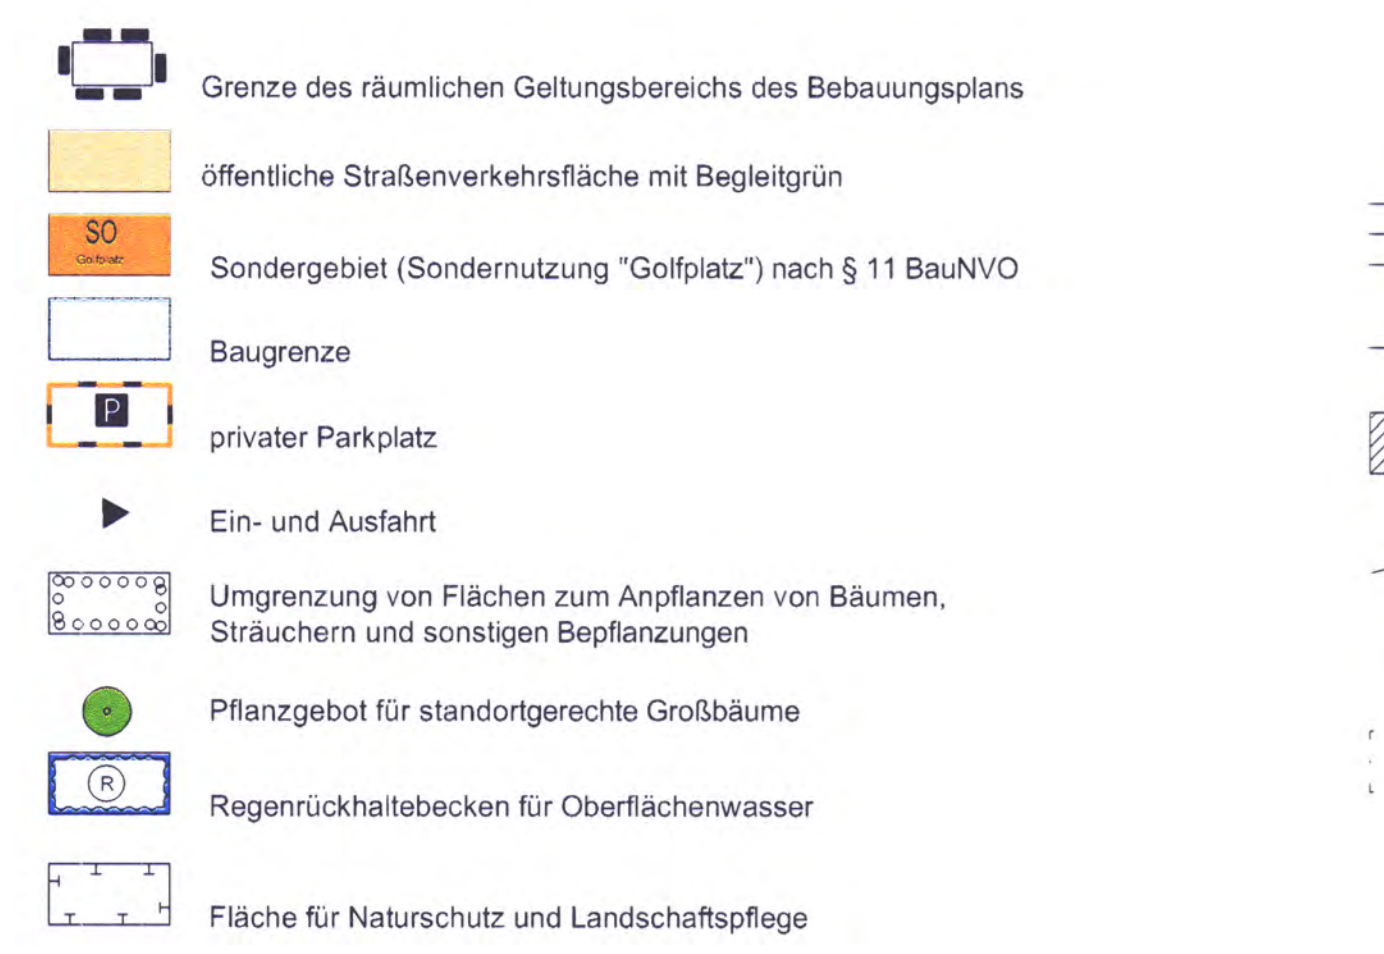 Grenze des räumlichen Geltungsbereichs des Bebauungsplans
öffentliche Straßenverkehrsfläche mit Begleitgrün
SO
Golfplatz
Sondergebiet (Sondernutzung "Golfplatz") nach § 11 BauNVO
Baugrenze
P
privater Parkplatz
Ein- und Ausfahrt
Umgrenzung von Flächen zum Anpflanzen von Bäumen,
Sträuchern und sonstigen Bepflanzungen
Pflanzgebot für standortgerechte Großbäume
R
Regenrückhaltebecken für Oberflächenwasser
Fläche für Naturschutz und Landschaftspflege